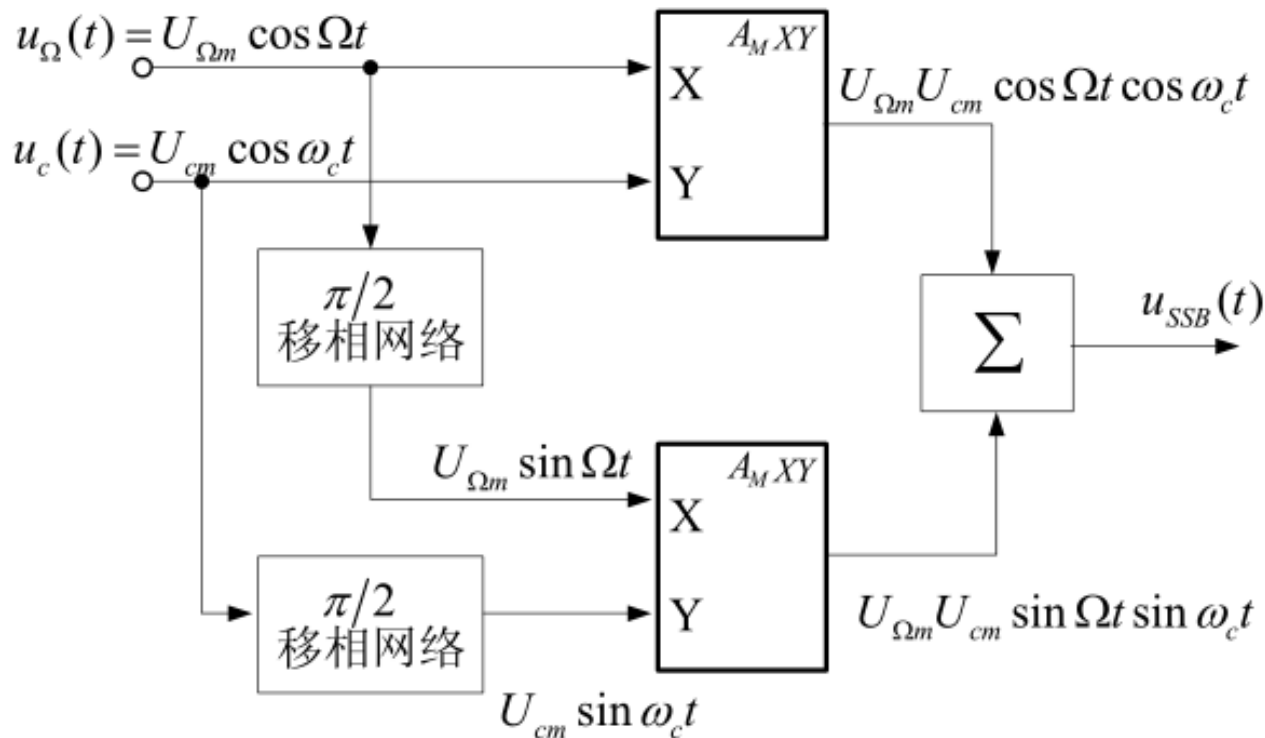 u_Ω(t) = U_Ωm cos Ωt
A_M XY
X
U_Ωm U_cm cos Ωt cos ω_c t
u_c(t) = U_cm cos ω_c t
Y
π/2
移相网络
Σ
u_SSB(t)
U_Ωm sin Ωt
A_M XY
X
π/2
移相网络
Y
U_Ωm U_cm sin Ωt sin ω_c t
U_cm sin ω_c t